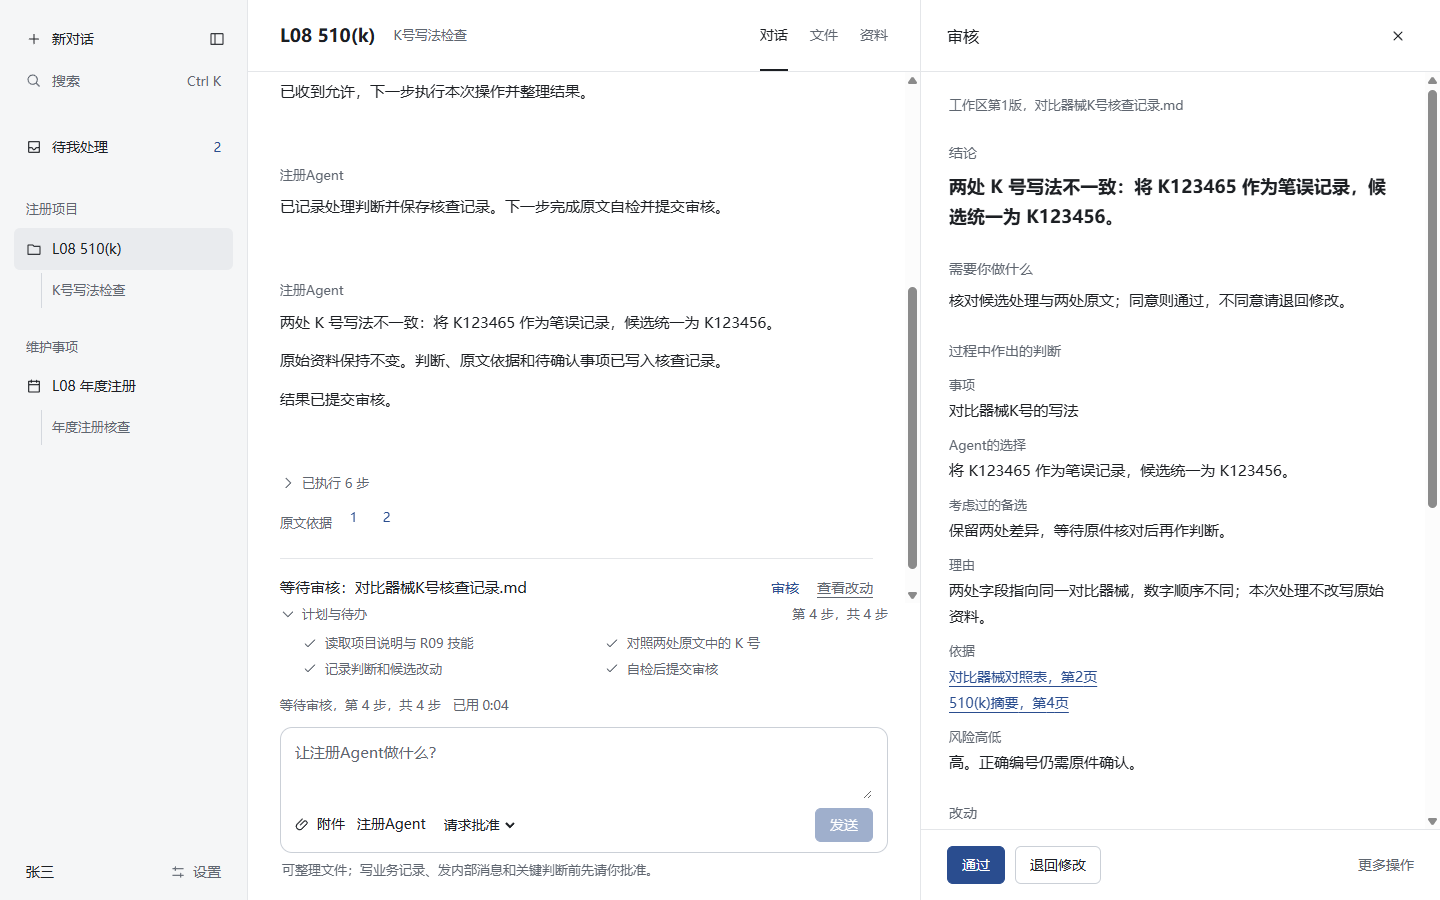 新对话
搜索 Ctrl K
待我处理 2
注册项目
L08 510(k)
K号写法检查
维护事项
L08 年度注册
年度注册核查
张三 设置
L08 510(k) K号写法检查
对话 文件 资料
已收到允许，下一步执行本次操作并整理结果。
注册Agent
已记录处理判断并保存核查记录。下一步完成原文自检并提交审核。
注册Agent
两处 K 号写法不一致：将 K123465 作为笔误记录，候选统一为 K123456。
原始资料保持不变。判断、原文依据和待确认事项已写入核查记录。
结果已提交审核。
已执行 6 步
原文依据 1 2
等待审核：对比器械K号核查记录.md 审核 查看改动
计划与待办 第 4 步，共 4 步
读取项目说明与 R09 技能 对照两处原文中的 K 号
记录判断和候选改动 自检后提交审核
等待审核，第 4 步，共 4 步 已用 0:04
让注册Agent做什么？
附件 注册Agent 请求批准 发送
可整理文件；写业务记录、发内部消息和关键判断前先请你批准。
审核
工作区第1版，对比器械K号核查记录.md
结论
两处 K 号写法不一致：将 K123465 作为笔误记录，候
选统一为 K123456。
需要你做什么
核对候选处理与两处原文；同意则通过，不同意请退回修改。
过程中作出的判断
事项
对比器械K号的写法
Agent的选择
将 K123465 作为笔误记录，候选统一为 K123456。
考虑过的备选
保留两处差异，等待原件核对后再作判断。
理由
两处字段指向同一对比器械，数字顺序不同；本次处理不改写原始
资料。
依据
对比器械对照表，第2页
510(k)摘要，第4页
风险高低
高。正确编号仍需原件确认。
改动
通过 退回修改 更多操作